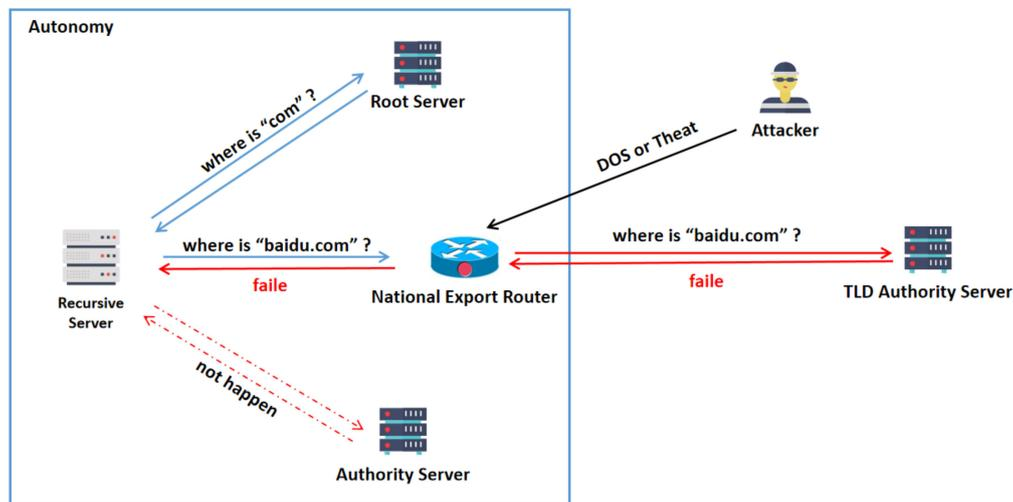 Autonomy
Root Server
where is "com" ?
Attacker
DOS or Theat
where is "baidu.com" ?
where is "baidu.com" ?
faile
faile
National Export Router
TLD Authority Server
Recursive
Server
not happen
Authority Server